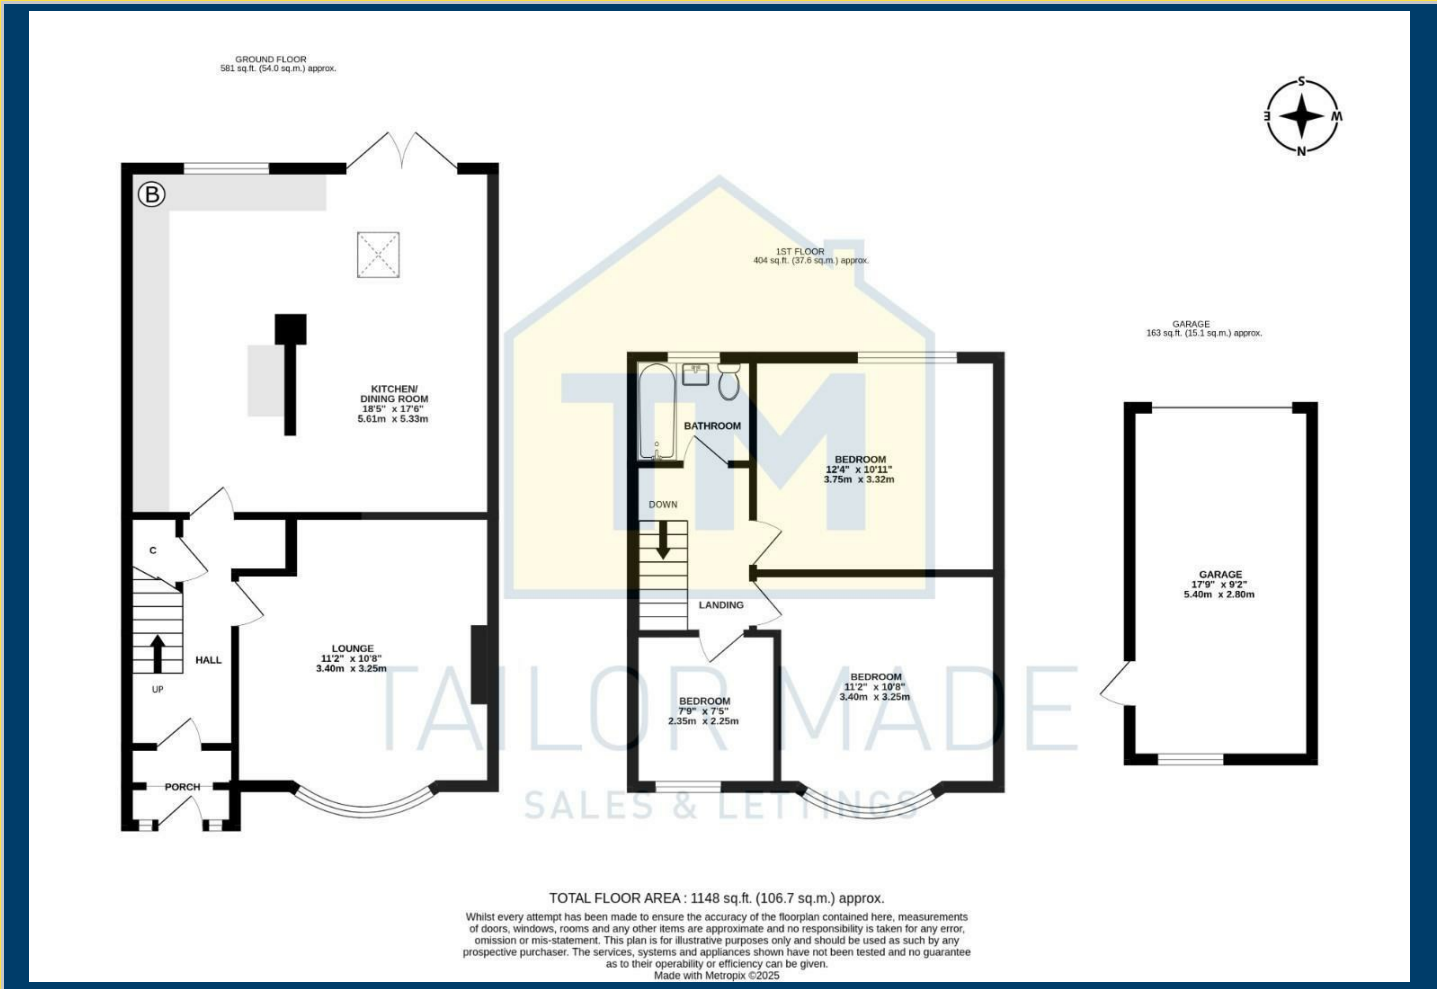 GROUND FLOOR
581 sq.ft. (54.0 sq.m.) approx.
S
E
W
N
B
KITCHEN/
DINING ROOM
18'5" x 17'6"
5.61m x 5.33m
C
HALL
UP
LOUNGE
11'2" x 10'8"
3.40m x 3.25m
PORCH
1ST FLOOR
404 sq.ft. (37.6 sq.m.) approx.
BATHROOM
DOWN
BEDROOM
12'4" x 10'11"
3.75m x 3.32m
LANDING
BEDROOM
11'2" x 10'8"
3.40m x 3.25m
BEDROOM
7'9" x 7'5"
2.35m x 2.25m
GARAGE
163 sq.ft. (15.1 sq.m.) approx.
GARAGE
17'9" x 9'2"
5.40m x 2.80m
TM
TAILOR MADE
SALES & LETTINGS
TOTAL FLOOR AREA : 1148 sq.ft. (106.7 sq.m.) approx.
Whilst every attempt has been made to ensure the accuracy of the floorplan contained here, measurements
of doors, windows, rooms and any other items are approximate and no responsibility is taken for any error,
omission or mis-statement. This plan is for illustrative purposes only and should be used as such by any
prospective purchaser. The services, systems and appliances shown have not been tested and no guarantee
as to their operability or efficiency can be given.
Made with Metropix ©2025